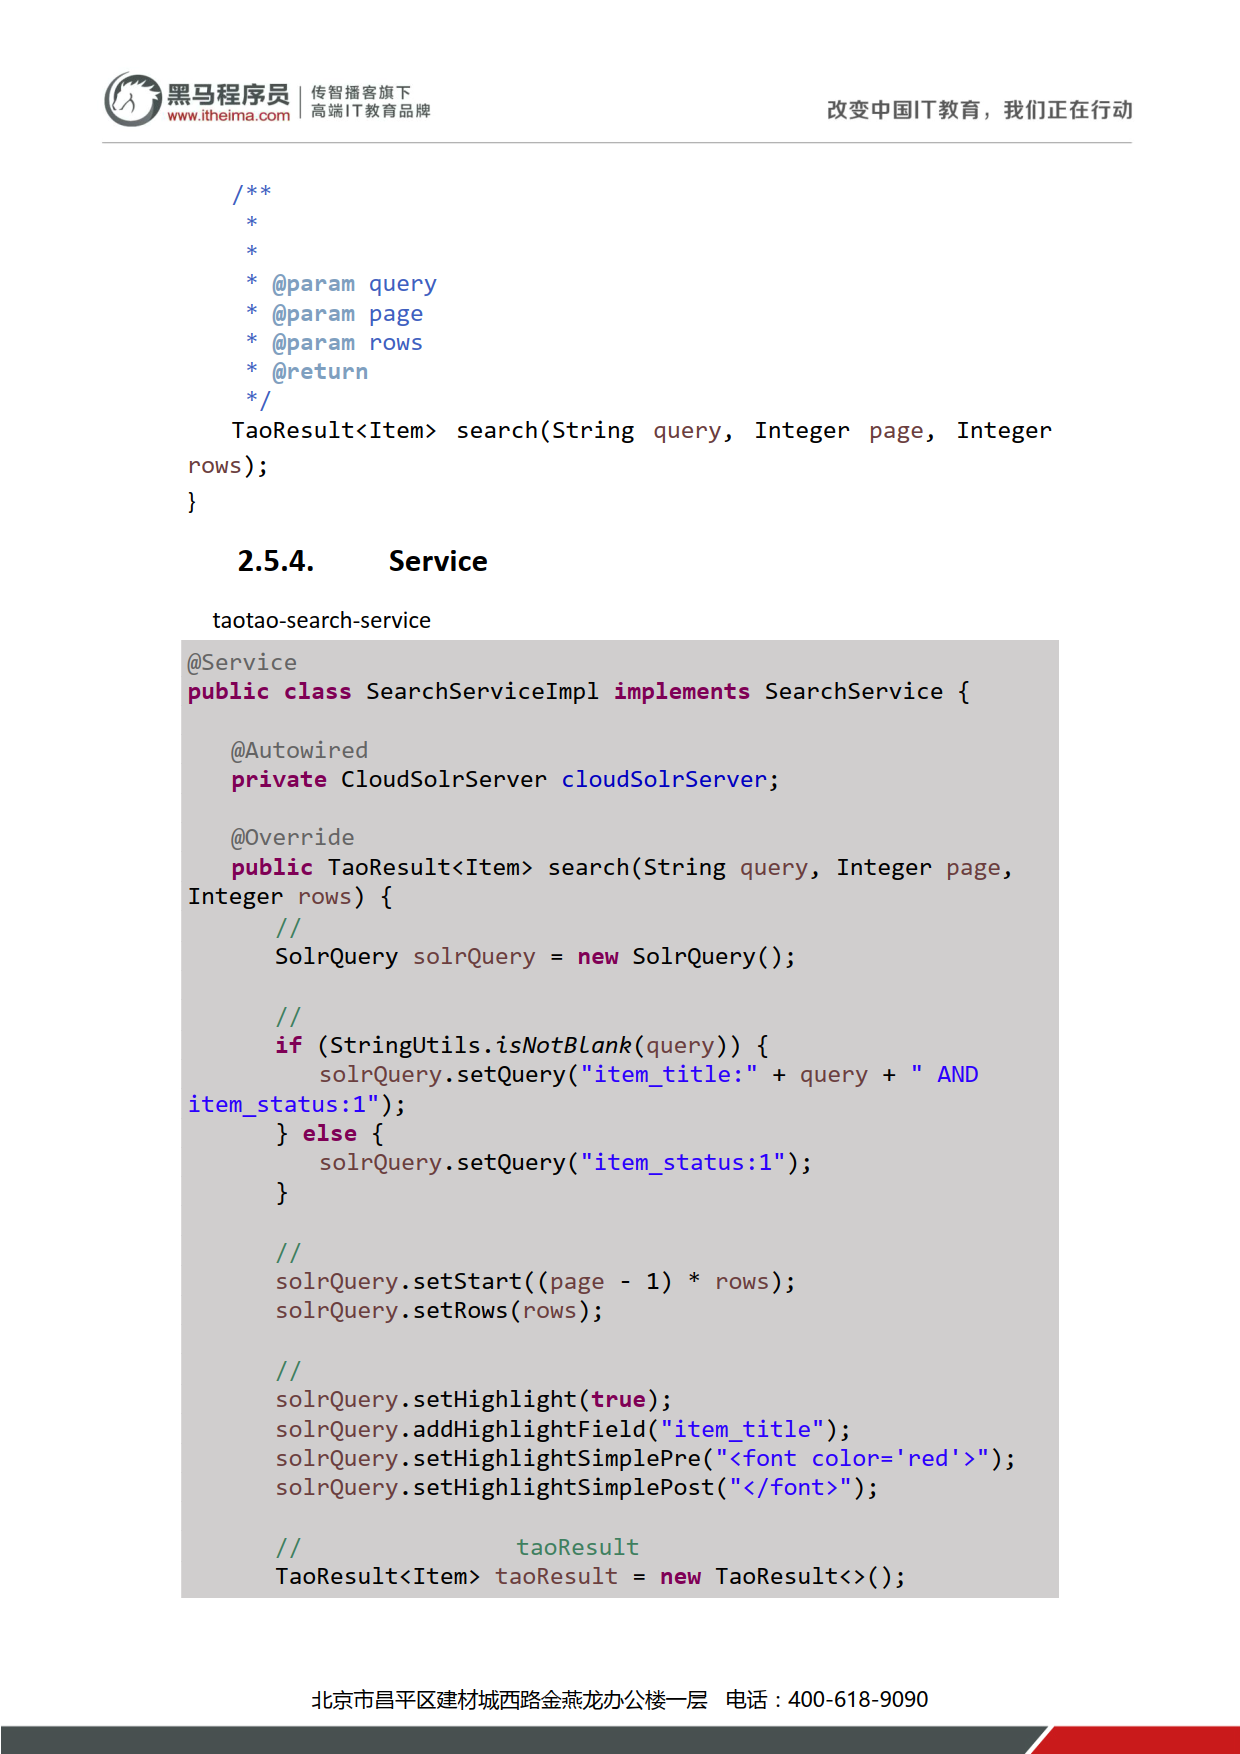 黑马程序员
www.itheima.com
传智播客旗下
高端IT教育品牌
改变中国IT教育，我们正在行动
/**
*
*
* @param query
* @param page
* @param rows
* @return
*/
TaoResult<Item> search(String query, Integer page, Integer
rows);
}
2.5.4. Service
taotao-search-service
@Service
public class SearchServiceImpl implements SearchService {
@Autowired
private CloudSolrServer cloudSolrServer;
@Override
public TaoResult<Item> search(String query, Integer page,
Integer rows) {
//
SolrQuery solrQuery = new SolrQuery();
//
if (StringUtils.isNotBlank(query)) {
solrQuery.setQuery("item_title:" + query + " AND
item_status:1");
} else {
solrQuery.setQuery("item_status:1");
}
//
solrQuery.setStart((page - 1) * rows);
solrQuery.setRows(rows);
//
solrQuery.setHighlight(true);
solrQuery.addHighlightField("item_title");
solrQuery.setHighlightSimplePre("<font color='red'>");
solrQuery.setHighlightSimplePost("</font>");
// taoResult
TaoResult<Item> taoResult = new TaoResult<>();
北京市昌平区建材城西路金燕龙办公楼一层 电话：400-618-9090